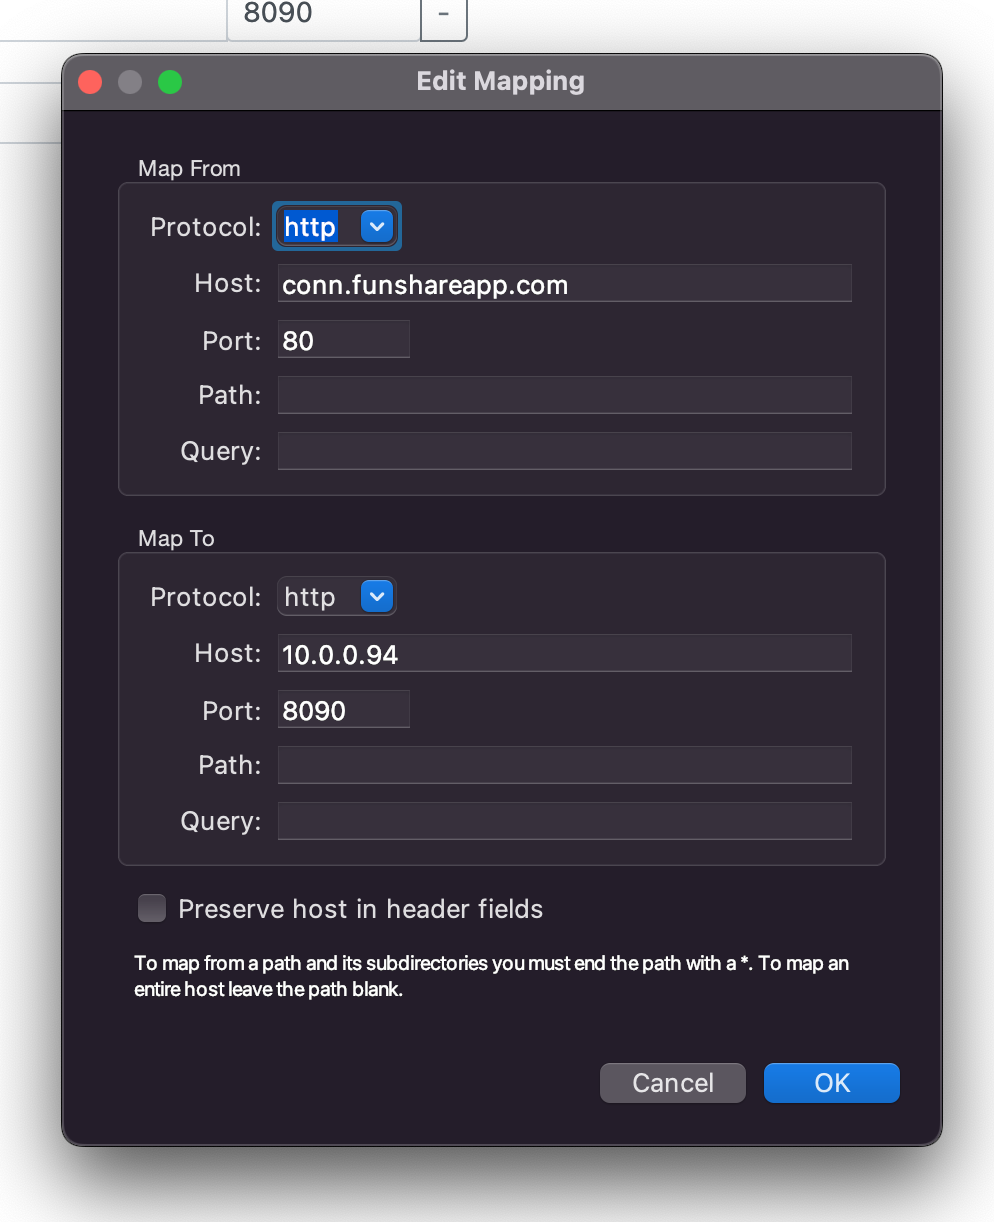 8090
-
Edit Mapping
Map From
Protocol: http
Host: conn.funshareapp.com
Port: 80
Path:
Query:
Map To
Protocol: http
Host: 10.0.0.94
Port: 8090
Path:
Query:
Preserve host in header fields
To map from a path and its subdirectories you must end the path with a *. To map an
entire host leave the path blank.
Cancel OK